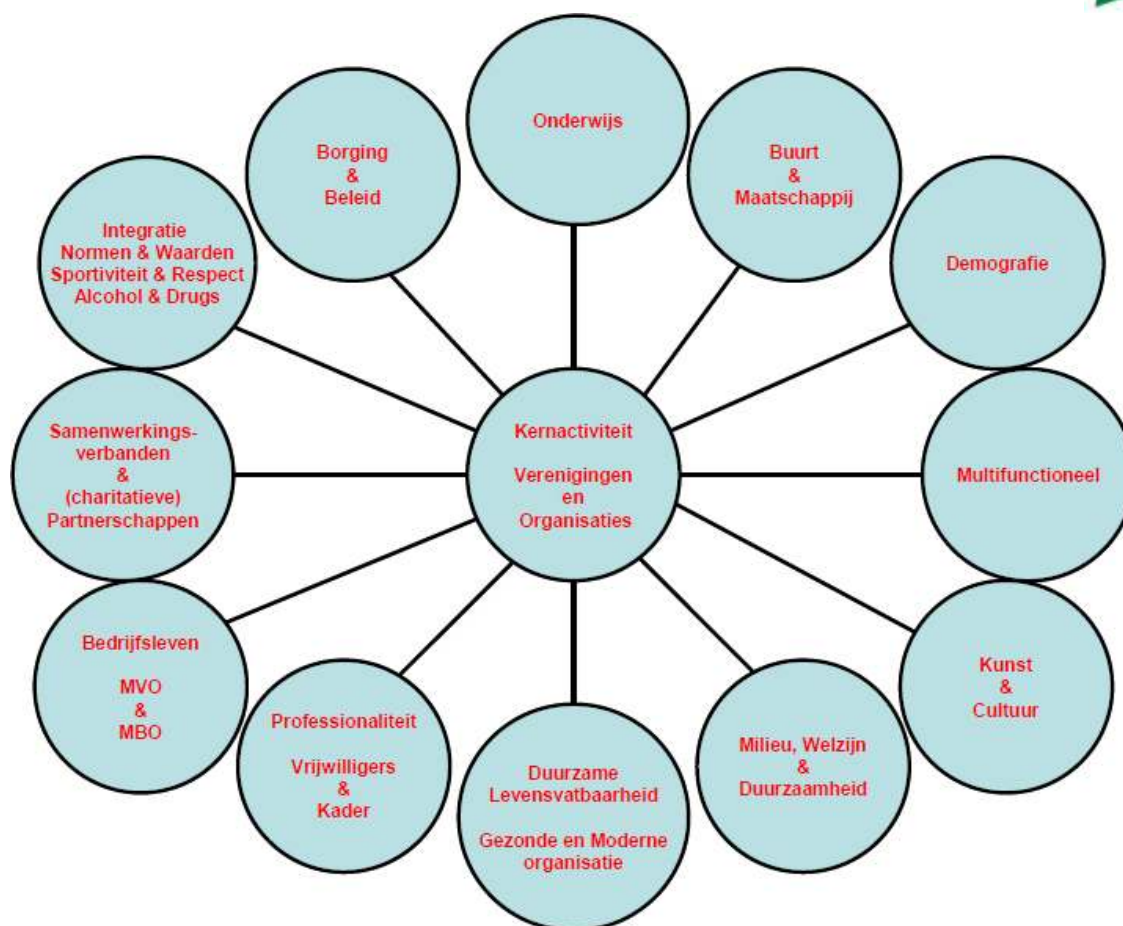 Onderwijs
Buurt
&
Maatschappij
Demografie
Multifunctioneel
Kunst
&
Cultuur
Milieu, Welzijn
&
Duurzaamheid
Duurzame
Levensvatbaarheid
Gezonde en Moderne
organisatie
Professionaliteit
Vrijwilligers
&
Kader
Bedrijfsleven
MVO
&
MBO
Samenwerkings-
verbanden
&
(charitatieve)
Partnerschappen
Integratie
Normen & Waarden
Sportiviteit & Respect
Alcohol & Drugs
Borging
&
Beleid
Kernactiviteit
Verenigingen
en
Organisaties